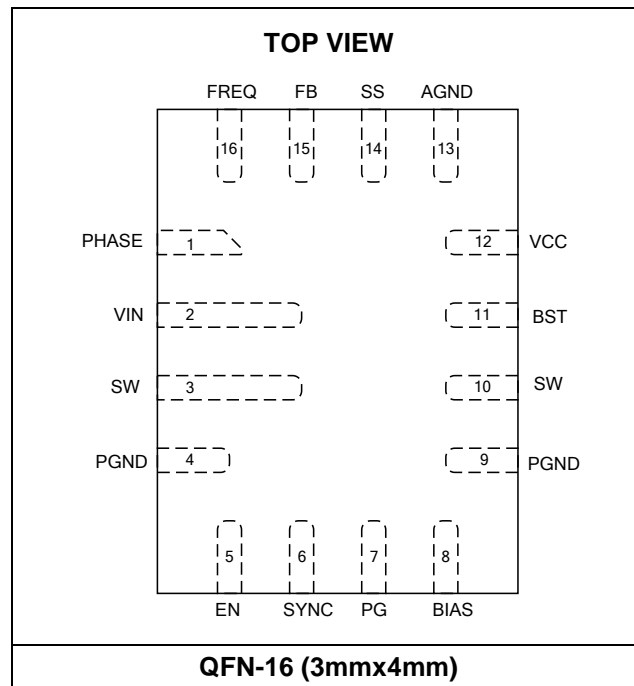 TOP VIEW
FREQ FB SS AGND
16 15 14 13
PHASE 1 12 VCC
VIN 2 11 BST
SW 3 10 SW
PGND 4 9 PGND
5 6 7 8
EN SYNC PG BIAS
QFN-16 (3mmx4mm)